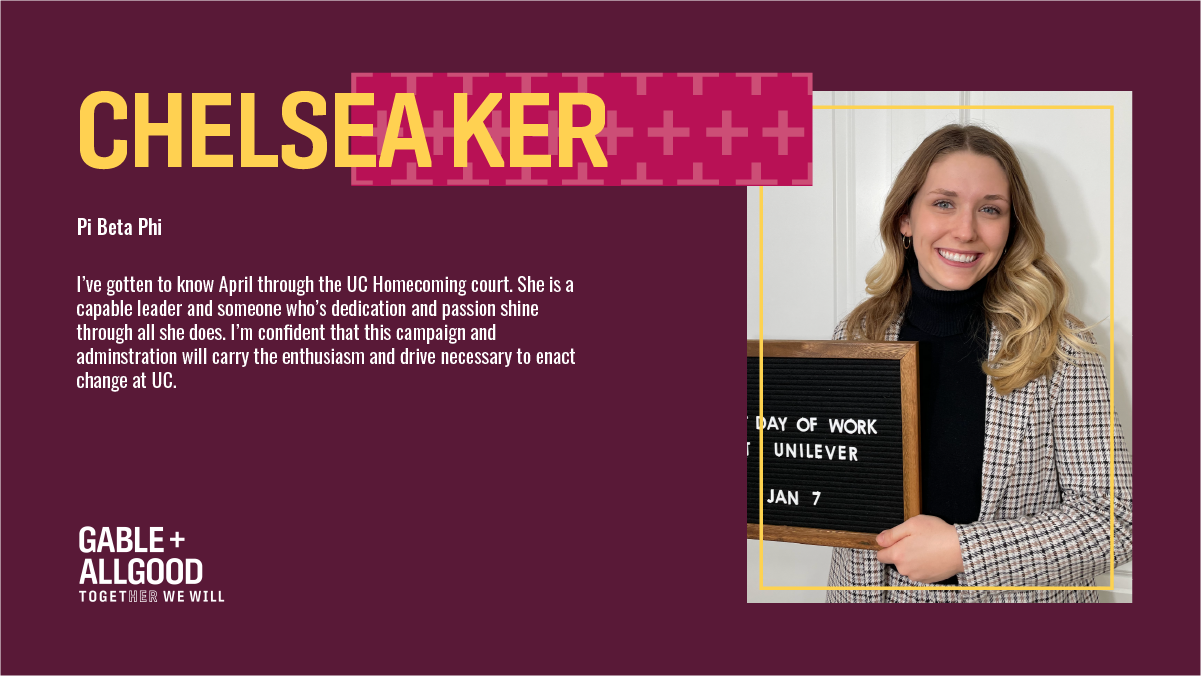 CHELSEA KER
Pi Beta Phi
I’ve gotten to know April through the UC Homecoming court. She is a
capable leader and someone who’s dedication and passion shine
through all she does. I’m confident that this campaign and
adminstration will carry the enthusiasm and drive necessary to enact
change at UC.
DAY OF WORK
UNILEVER
JAN 7
GABLE +
ALLGOOD
TOGETHER WE WILL